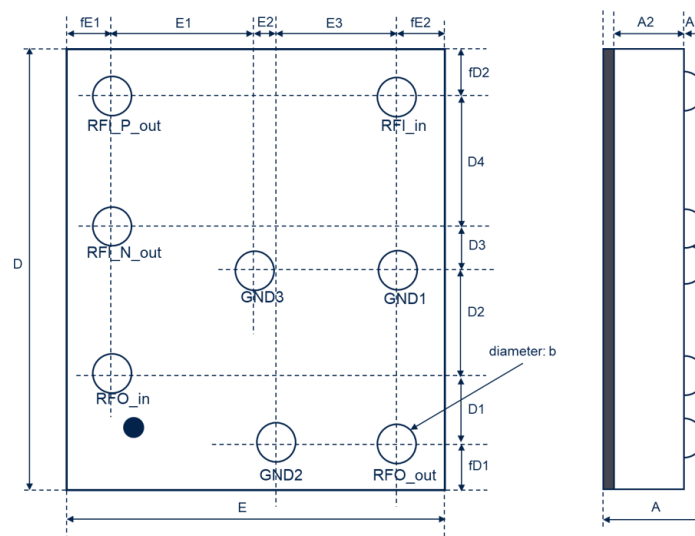 fE1 E1 E2 E3 fE2 A2 A
fD2
RFI_P_out RFI_in
D4
D3
RFI_N_out
D
GND3 GND1
D2
diameter: b
RFO_in
D1
GND2 RFO_out
fD1
E A